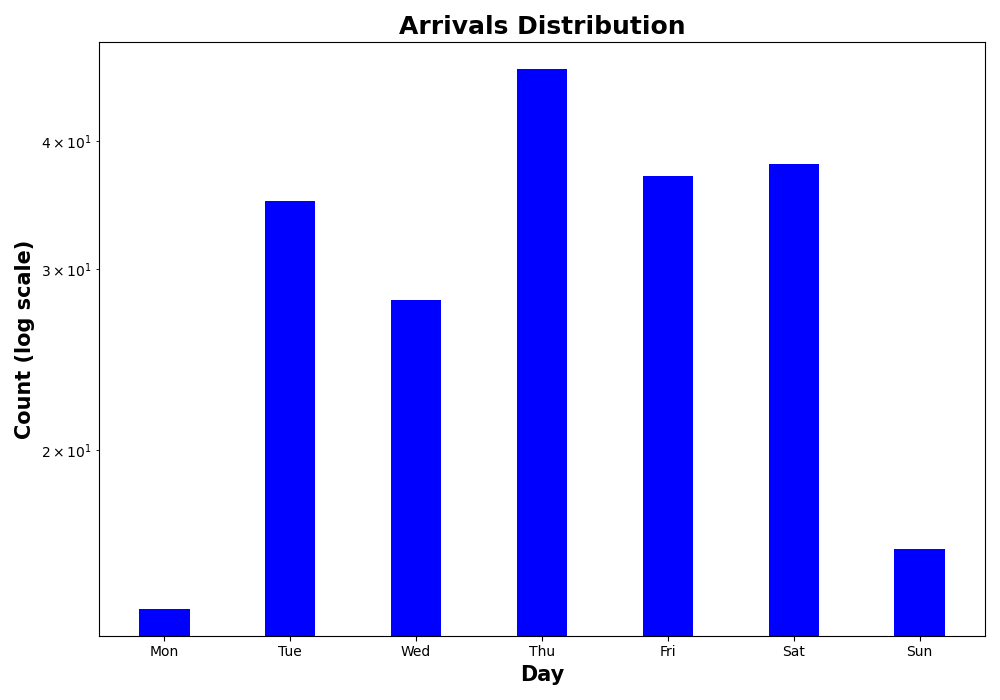 Arrivals Distribution
4 × 10¹
3 × 10¹
2 × 10¹
Count (log scale)
Mon Tue Wed Thu Fri Sat Sun
Day